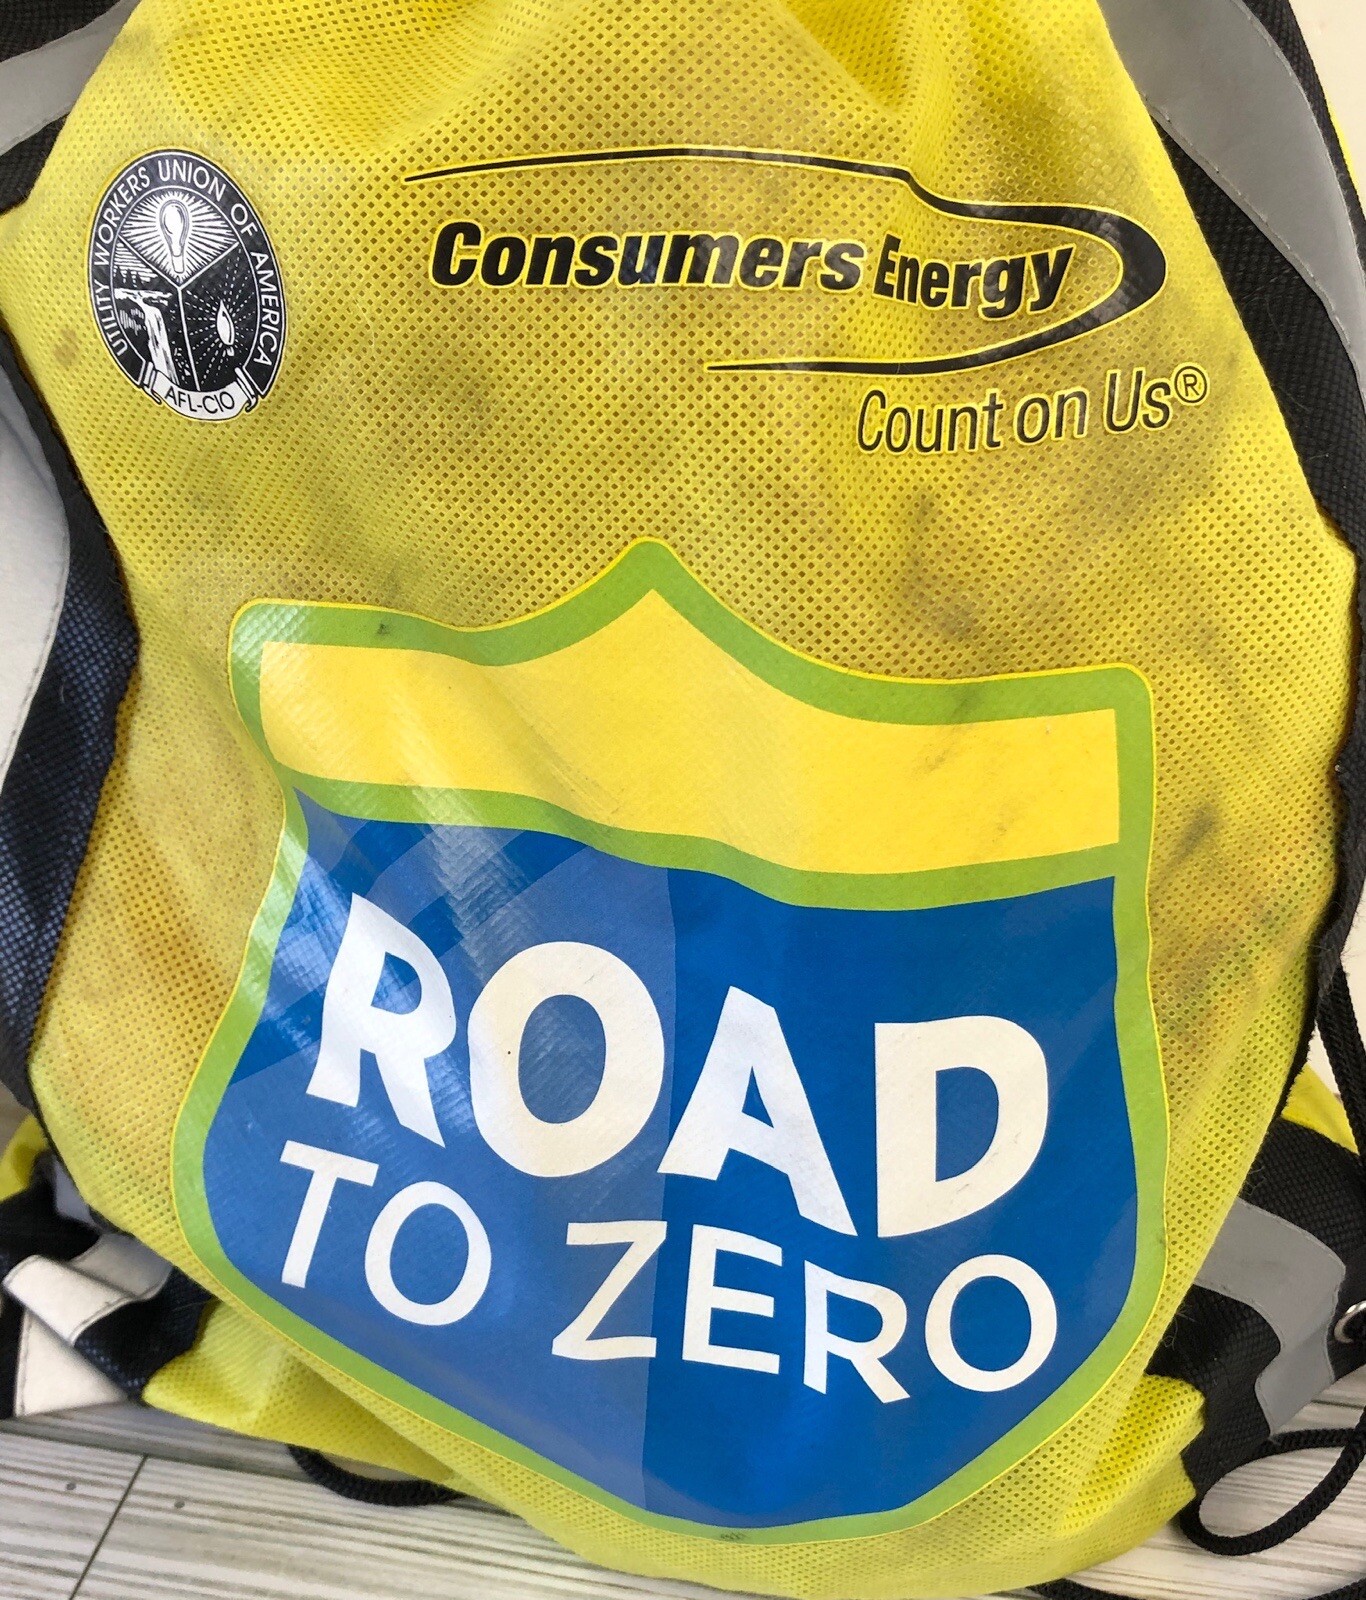 UTILITY WORKERS UNION OF AMERICA
AFL-CIO
Consumers Energy
Count on Us®
ROAD
TO ZERO